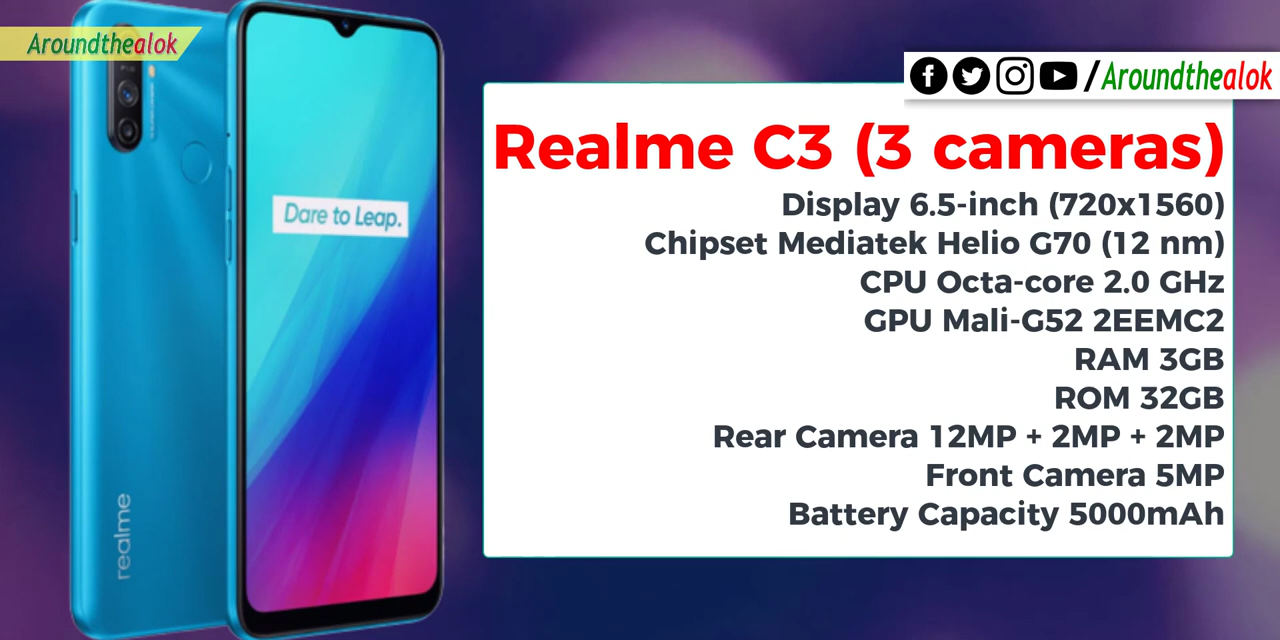 Aroundthealok
/Aroundthealok
Dare to Leap.
realme
Realme C3 (3 cameras)
Display 6.5-inch (720x1560)
Chipset Mediatek Helio G70 (12 nm)
CPU Octa-core 2.0 GHz
GPU Mali-G52 2EEMC2
RAM 3GB
ROM 32GB
Rear Camera 12MP + 2MP + 2MP
Front Camera 5MP
Battery Capacity 5000mAh